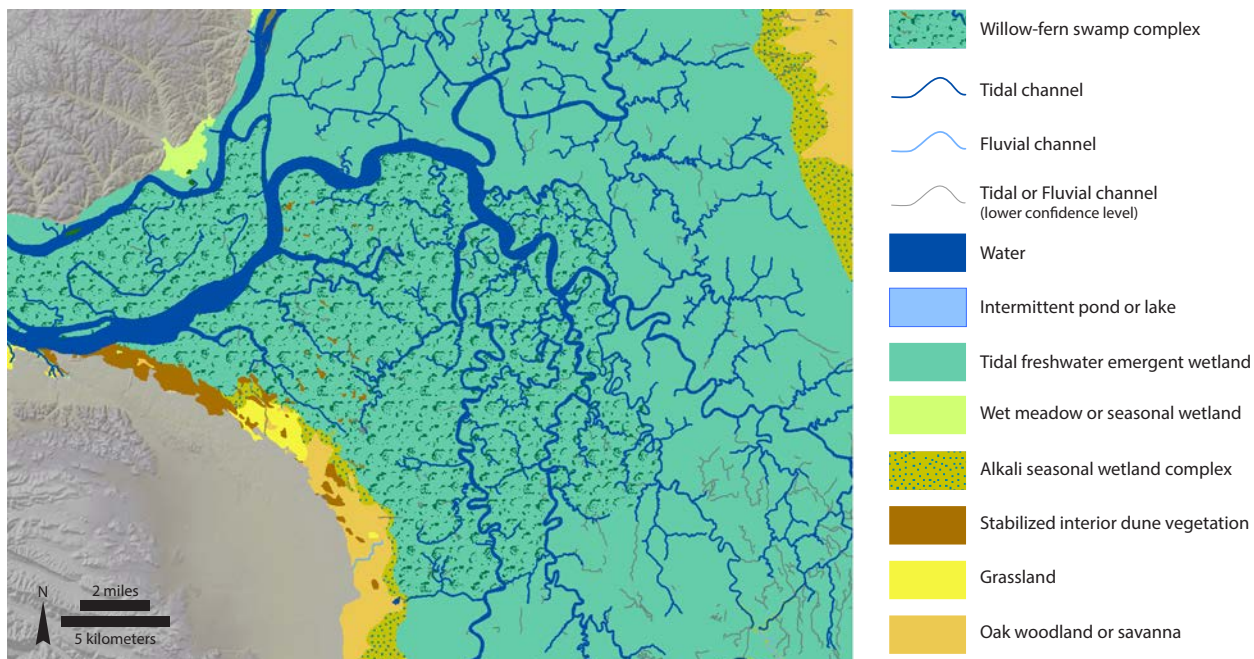 Willow-fern swamp complex
Tidal channel
Fluvial channel
Tidal or Fluvial channel
(lower confidence level)
Water
Intermittent pond or lake
Tidal freshwater emergent wetland
Wet meadow or seasonal wetland
Alkali seasonal wetland complex
Stabilized interior dune vegetation
Grassland
Oak woodland or savanna
N
2 miles
5 kilometers